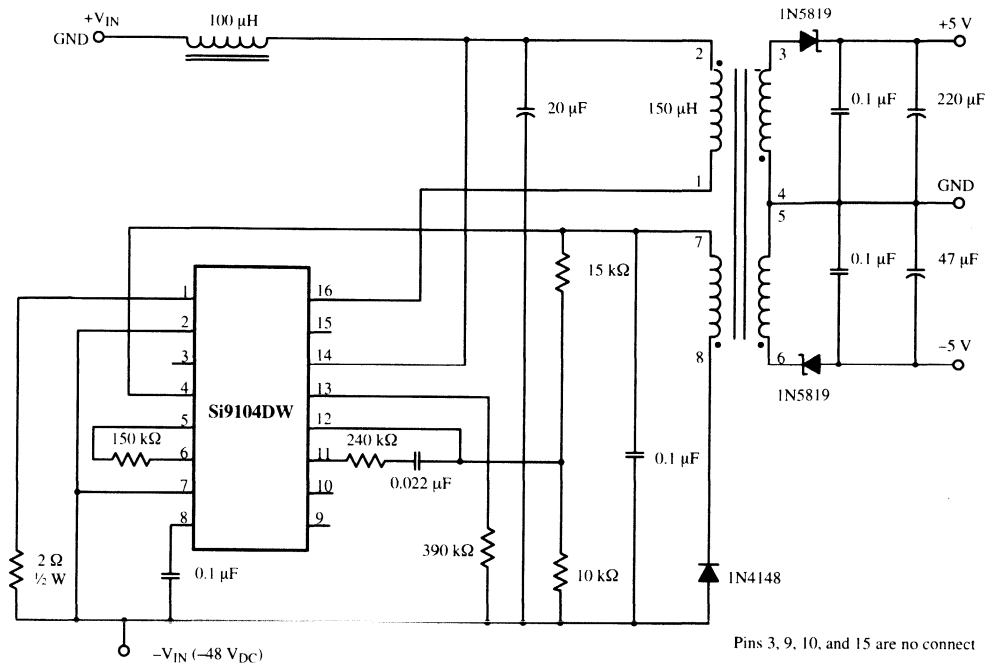 1N5819
+V_IN
GND
100 µH
+5 V
2
3
20 µF
150 µH
0.1 µF
220 µF
1
4
GND
5
7
15 kΩ
0.1 µF
47 µF
1
16
2
15
3
14
8
6
–5 V
4
13
1N5819
Si9104DW
5
12
150 kΩ
240 kΩ
6
11
0.1 µF
0.022 µF
7
10
8
9
390 kΩ
2 Ω
½ W
0.1 µF
10 kΩ
1N4148
–V_IN (–48 V_DC)
Pins 3, 9, 10, and 15 are no connect